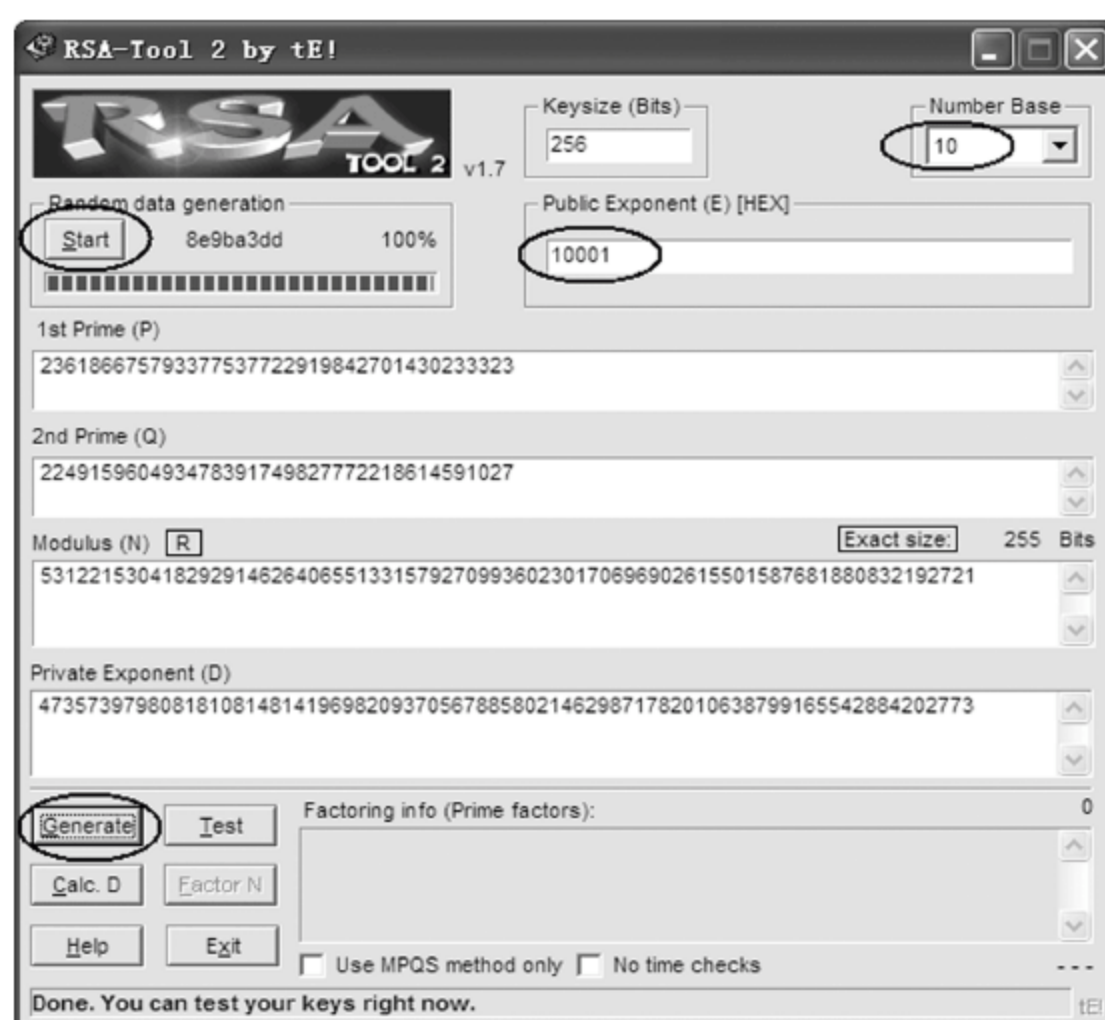 RSA-Tool 2 by tE!
RSA
TOOL 2
v1.7
Keysize (Bits)
256
Number Base
10
Random data generation
Start
8e9ba3dd
100%
Public Exponent (E) [HEX]
10001
1st Prime (P)
236186675793377537722919842701430233323
2nd Prime (Q)
224915960493478391749827772218614591027
Modulus (N)
R
Exact size:
255 Bits
53122153041829291462640655133157927099360230170696902615501587681880832192721
Private Exponent (D)
47357397980818108148141969820937056788580214629871782010638799165542884202773
Generate
Test
Factoring info (Prime factors):
0
Calc. D
Factor N
Help
Exit
Use MPQS method only
No time checks
---
Done. You can test your keys right now.
tE!